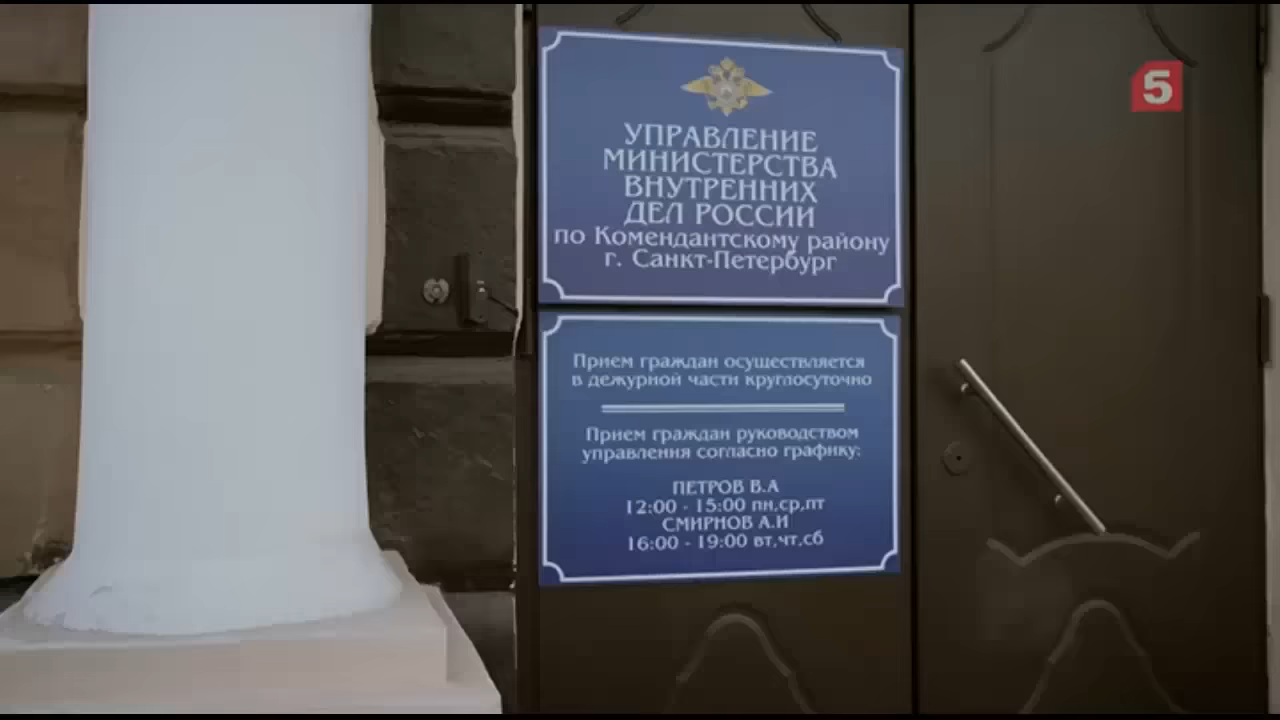 5
УПРАВЛЕНИЕ
МИНИСТЕРСТВА
ВНУТРЕННИХ
ДЕЛ РОССИИ
по Комендантскому району
г. Санкт-Петербург
Прием граждан осуществляется
в дежурной части круглосуточно
Прием граждан руководством
управления согласно графику:
ПЕТРОВ В.А
12:00 - 15:00 пн,ср,пт
СМИРНОВ А.И
16:00 - 19:00 вт,чт,сб